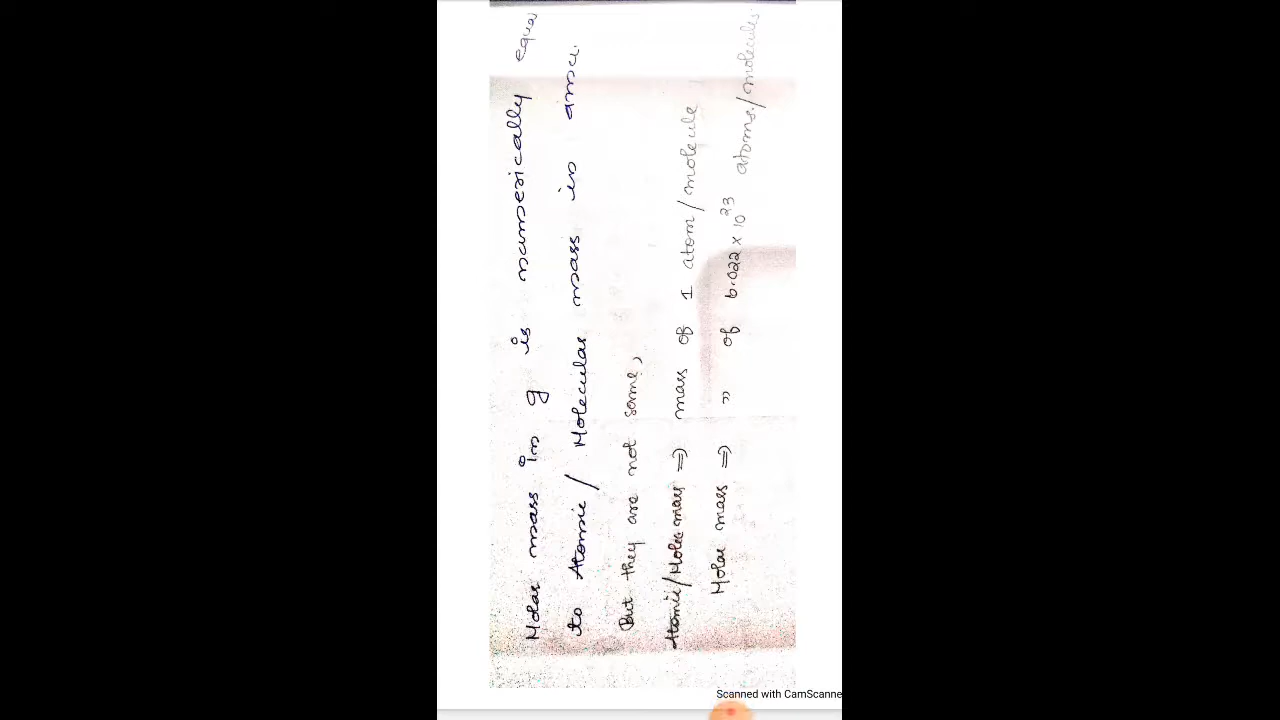 Molar mass in g is numerically equal
to Atomic / Molecular mass in amu.
But they are not same,
Atomic/Molec mass ⇒ mass of 1 atom/molecule
Molar mass ⇒ " of 6.022 × 10²³ atoms/molecules.
Scanned with CamScanne